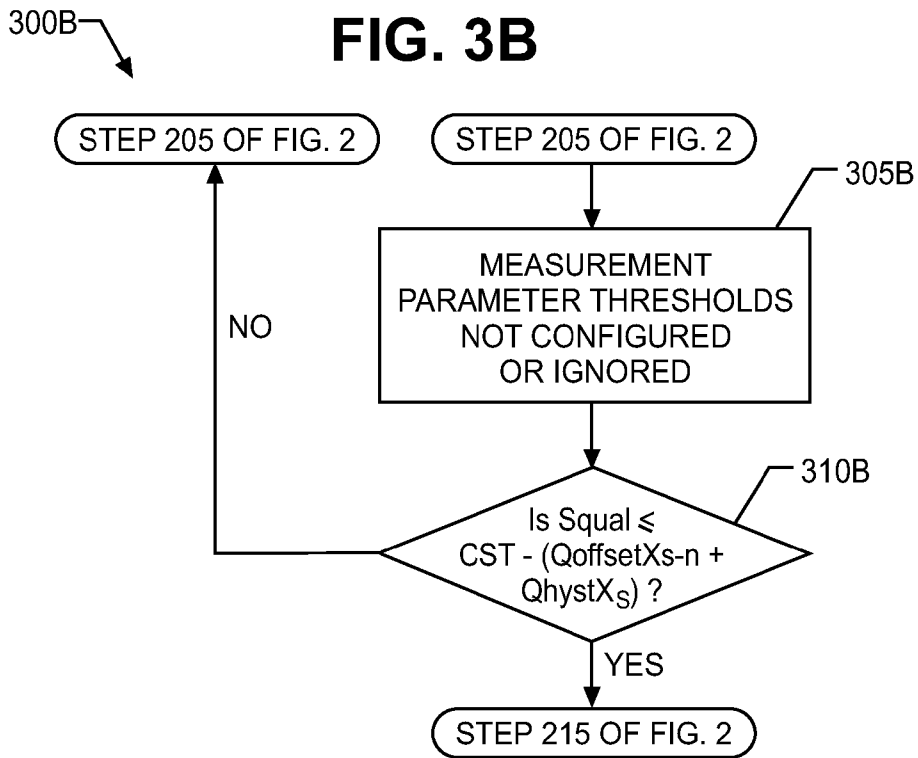 300B
FIG. 3B
STEP 205 OF FIG. 2
STEP 205 OF FIG. 2
305B
MEASUREMENT
PARAMETER THRESHOLDS
NOT CONFIGURED
OR IGNORED
NO
310B
Is Squal ⩽
CST - (QoffsetXs-n +
QhystXS) ?
YES
STEP 215 OF FIG. 2